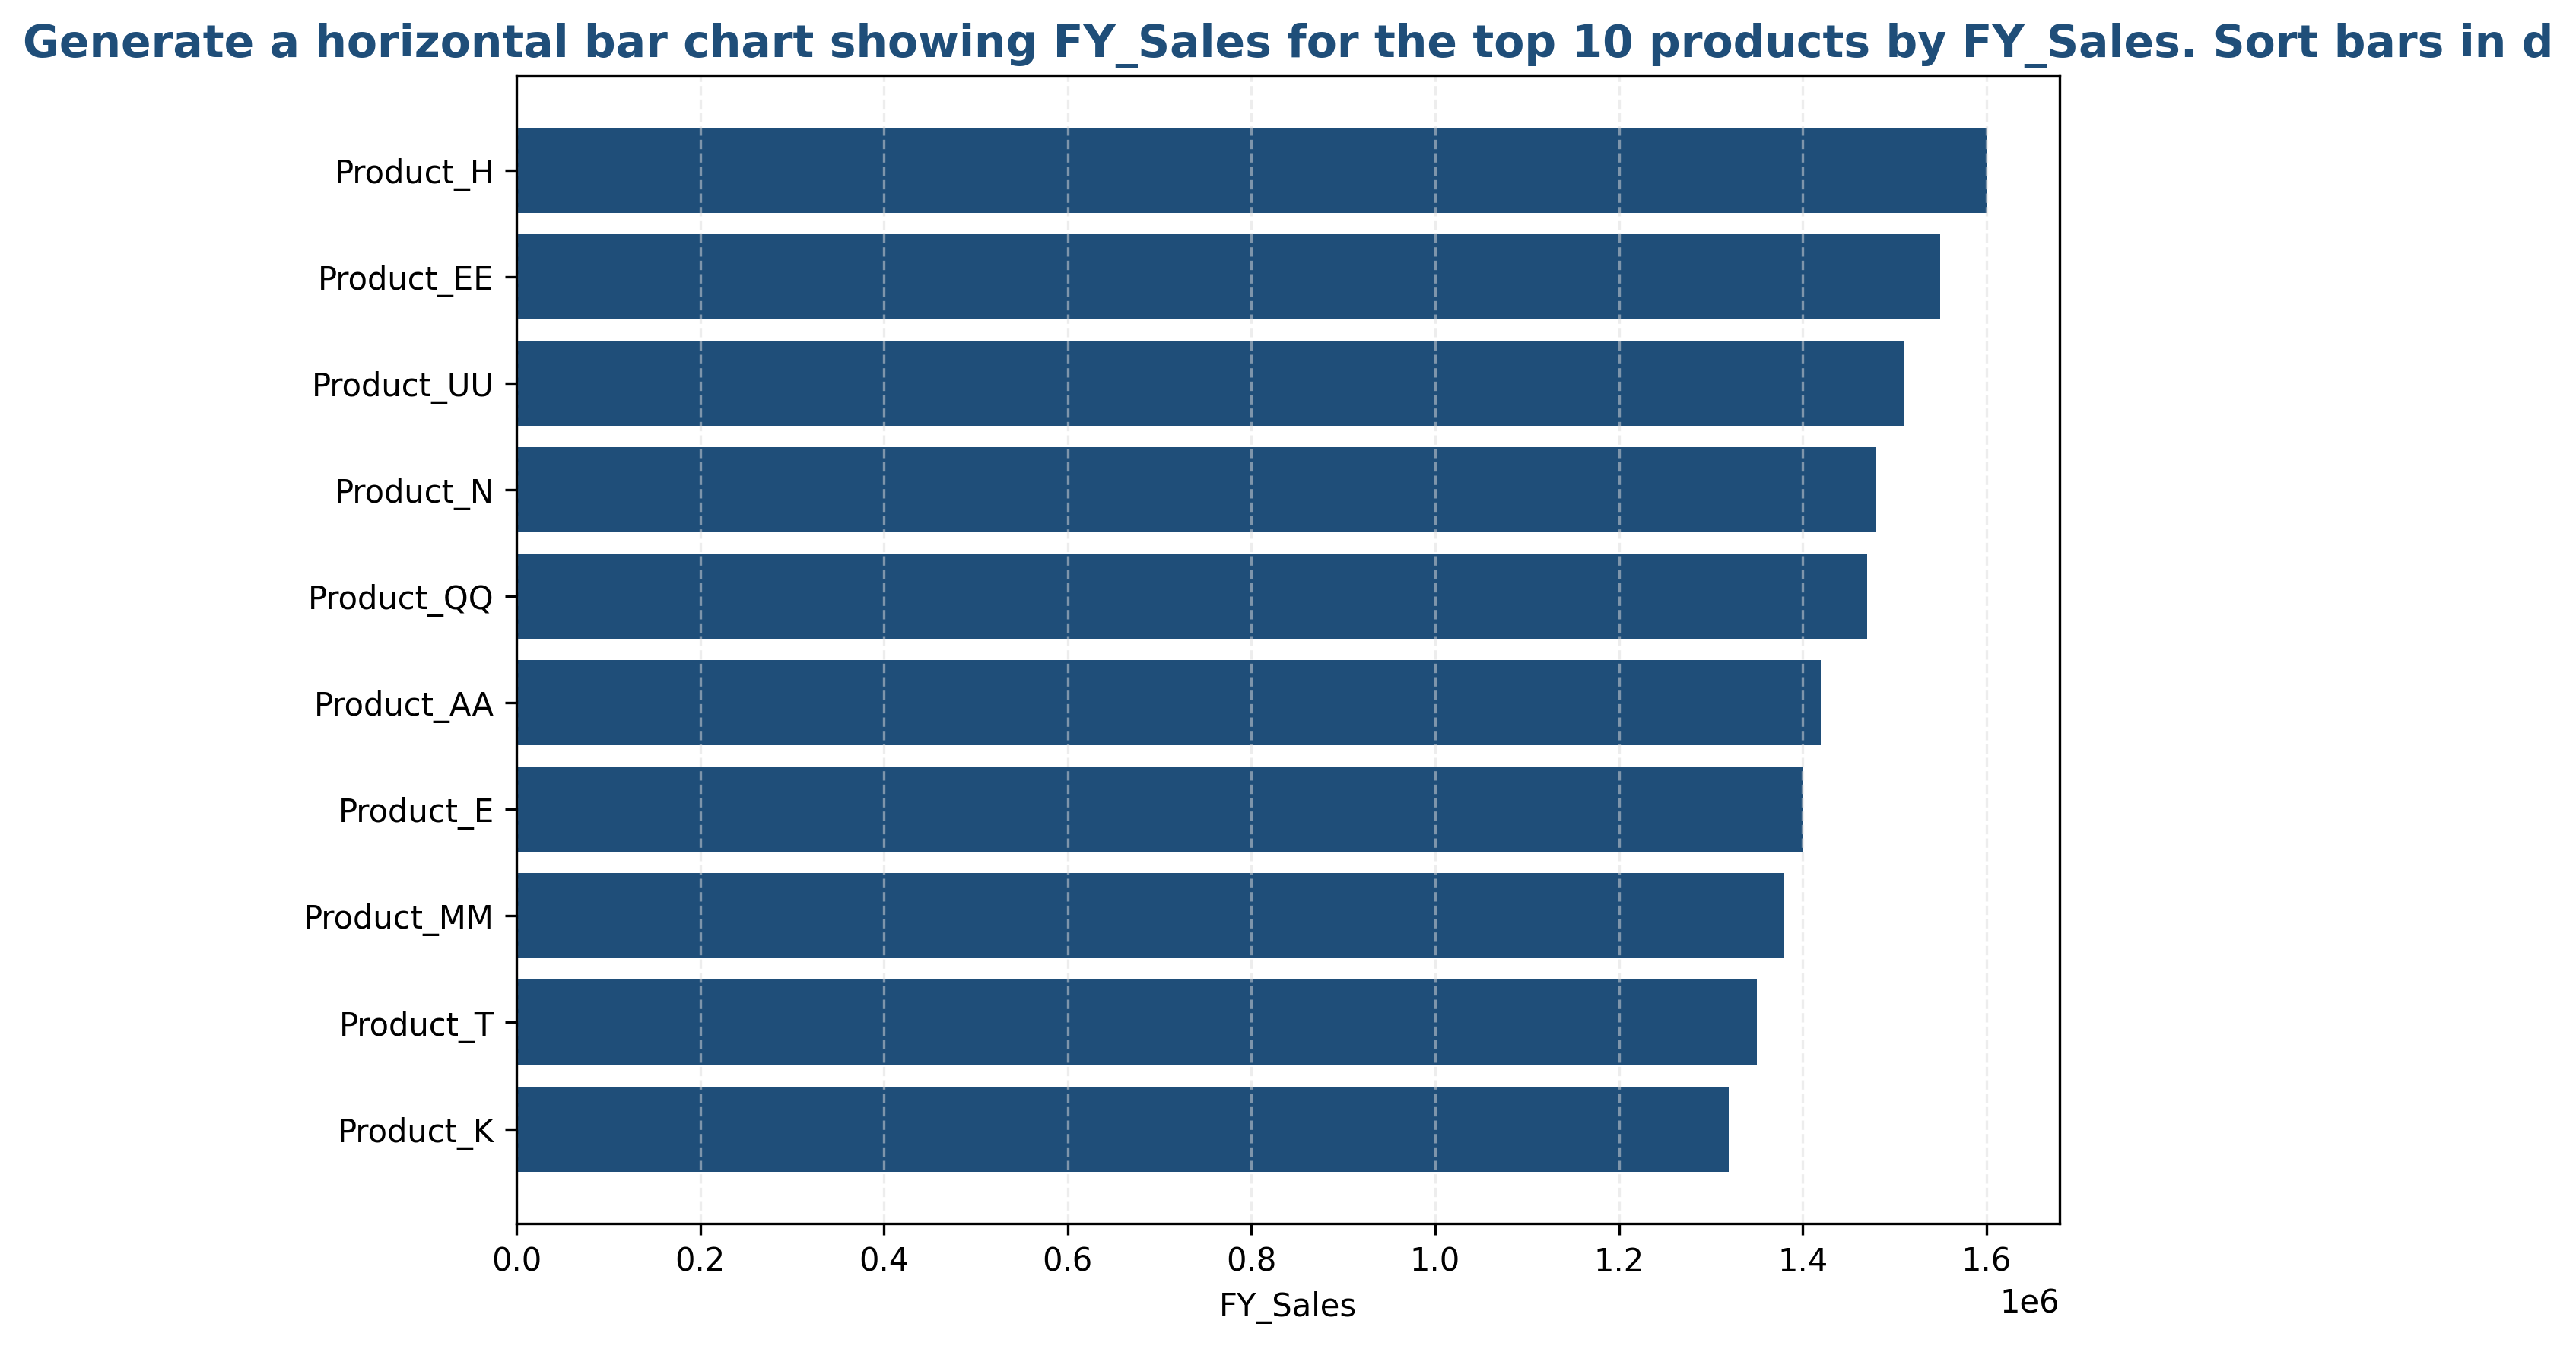 Generate a horizontal bar chart showing FY_Sales for the top 10 products by FY_Sales. Sort bars in d
Product_H
Product_EE
Product_UU
Product_N
Product_QQ
Product_AA
Product_E
Product_MM
Product_T
Product_K
0.0 0.2 0.4 0.6 0.8 1.0 1.2 1.4 1.6
1e6
FY_Sales